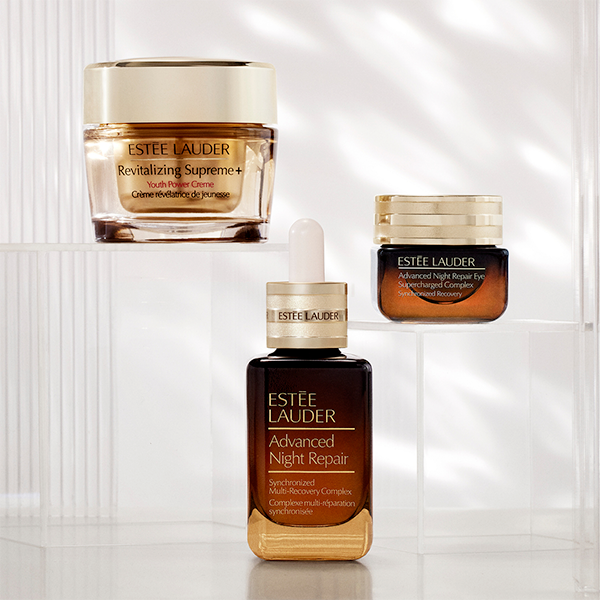 ESTĒE LAUDER
Revitalizing Supreme+
Youth Power Creme
Crème révélatrice de jeunesse
ESTĒE LAUDER
Advanced Night Repair Eye
Supercharged Complex
Synchronized Recovery
ESTĒE LAUDER
ESTĒE
LAUDER
Advanced
Night Repair
Synchronized
Multi-Recovery Complex
Complexe multi-réparation
synchronisée